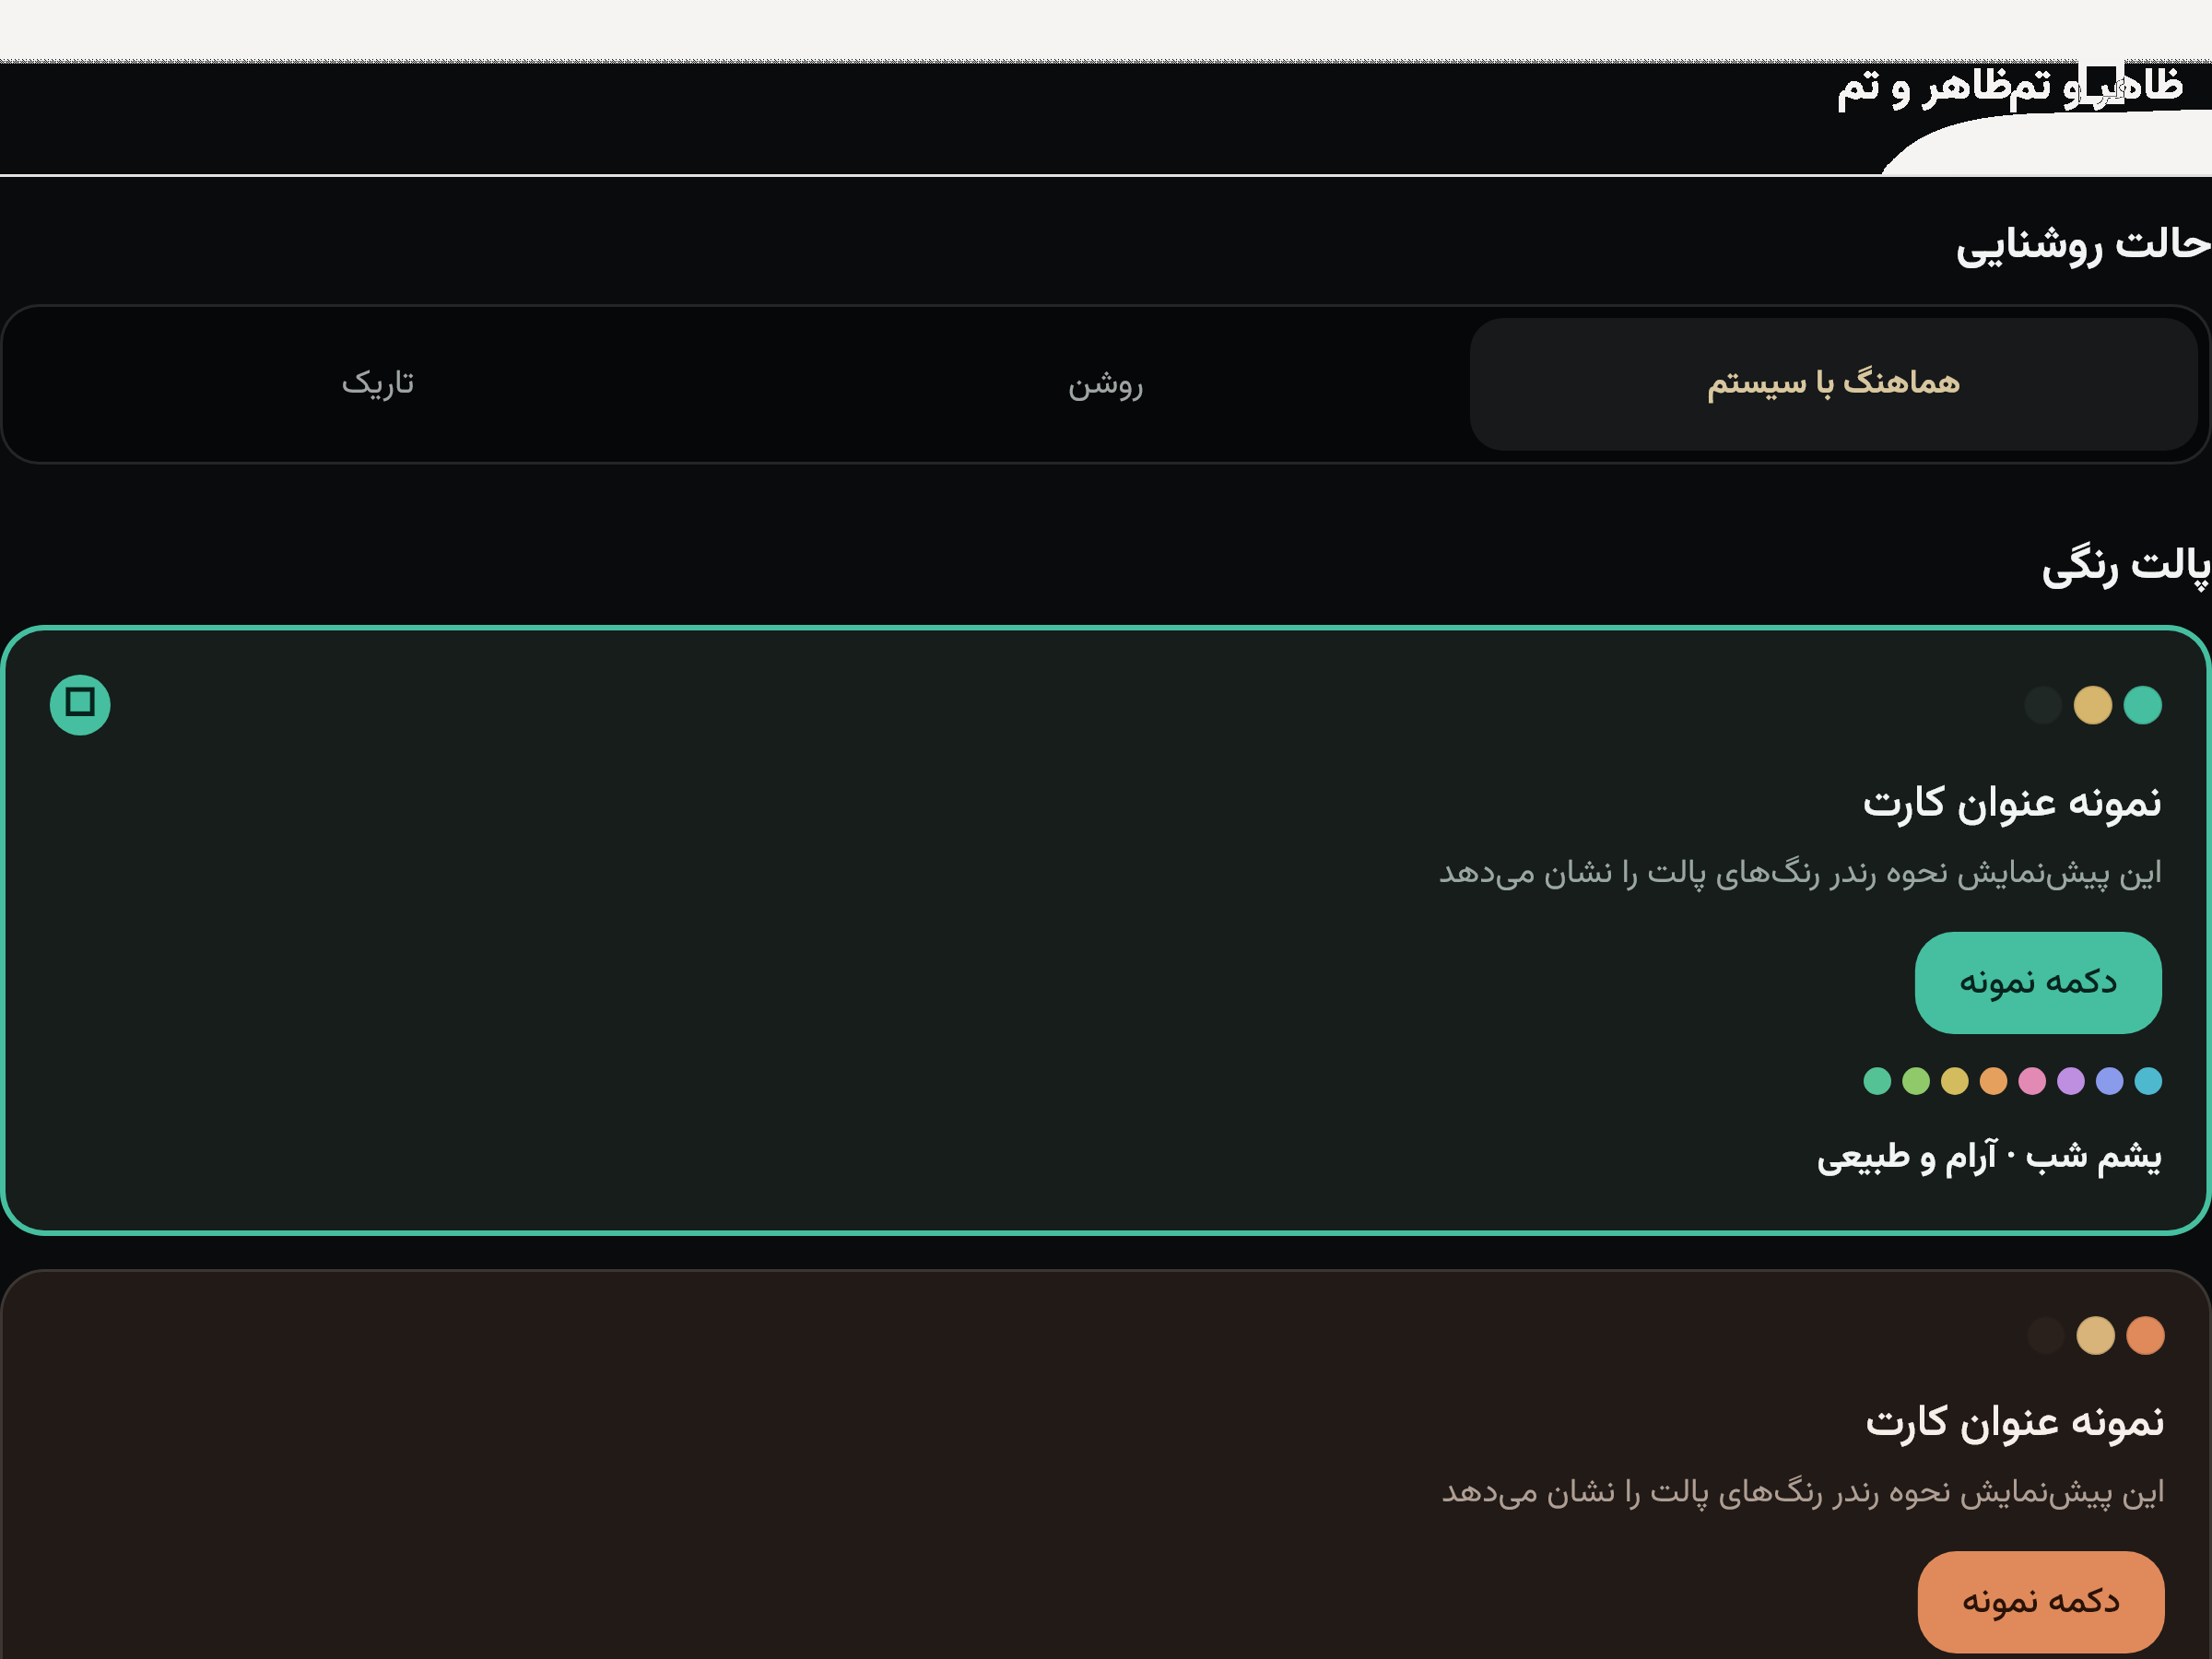 ظاهر و تم
ظاهر و تم
حالت روشنایی
هماهنگ با سیستم
روشن
تاریک
پالت رنگی
نمونه عنوان کارت
این پیش‌نمایش نحوه رندر رنگ‌های پالت را نشان می‌دهد
دکمه نمونه
یشم شب · آرام و طبیعی
نمونه عنوان کارت
این پیش‌نمایش نحوه رندر رنگ‌های پالت را نشان می‌دهد
دکمه نمونه